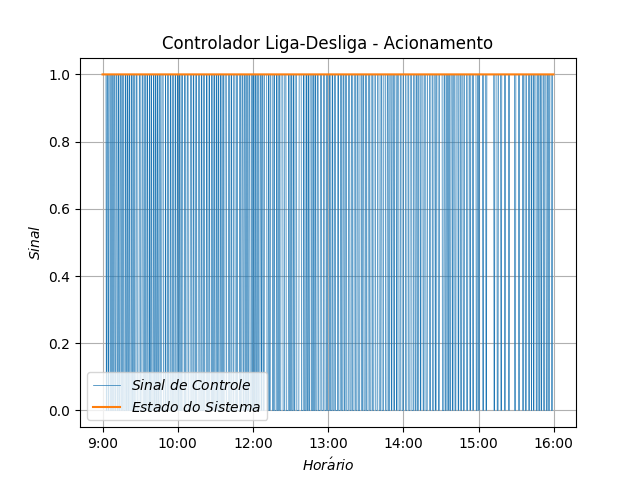 Controlador Liga-Desliga - Acionamento
1.0
0.8
0.6
0.4
0.2
0.0
Sinal
Sinal de Controle
Estado do Sistema
9:00 10:00 12:00 13:00 14:00 15:00 16:00
Horário